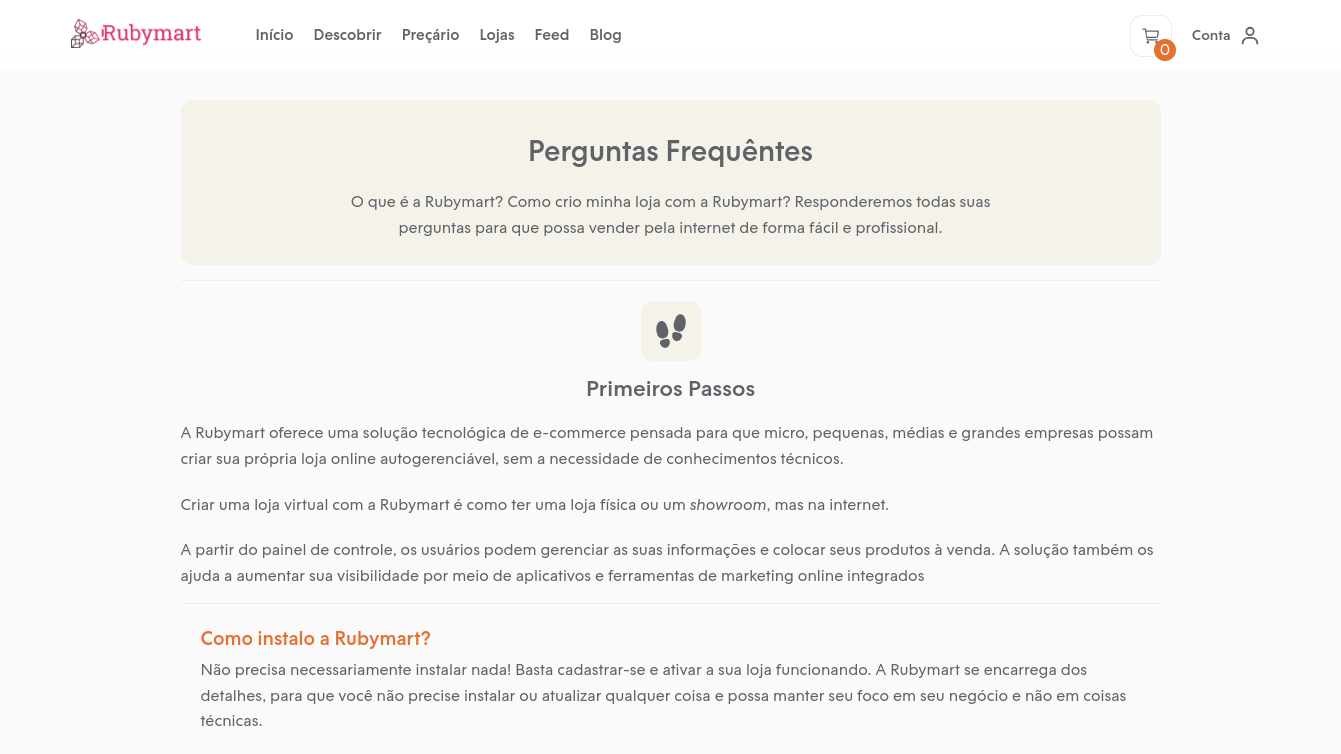 Rubymart
Início Descobrir Preçário Lojas Feed Blog
0
Conta
Perguntas Frequêntes
O que é a Rubymart? Como crio minha loja com a Rubymart? Responderemos todas suas
perguntas para que possa vender pela internet de forma fácil e profissional.
Primeiros Passos
A Rubymart oferece uma solução tecnológica de e-commerce pensada para que micro, pequenas, médias e grandes empresas possam
criar sua própria loja online autogerenciável, sem a necessidade de conhecimentos técnicos.
Criar uma loja virtual com a Rubymart é como ter uma loja física ou um showroom, mas na internet.
A partir do painel de controle, os usuários podem gerenciar as suas informações e colocar seus produtos à venda. A solução também os
ajuda a aumentar sua visibilidade por meio de aplicativos e ferramentas de marketing online integrados
Como instalo a Rubymart?
Não precisa necessariamente instalar nada! Basta cadastrar-se e ativar a sua loja funcionando. A Rubymart se encarrega dos
detalhes, para que você não precise instalar ou atualizar qualquer coisa e possa manter seu foco em seu negócio e não em coisas
técnicas.